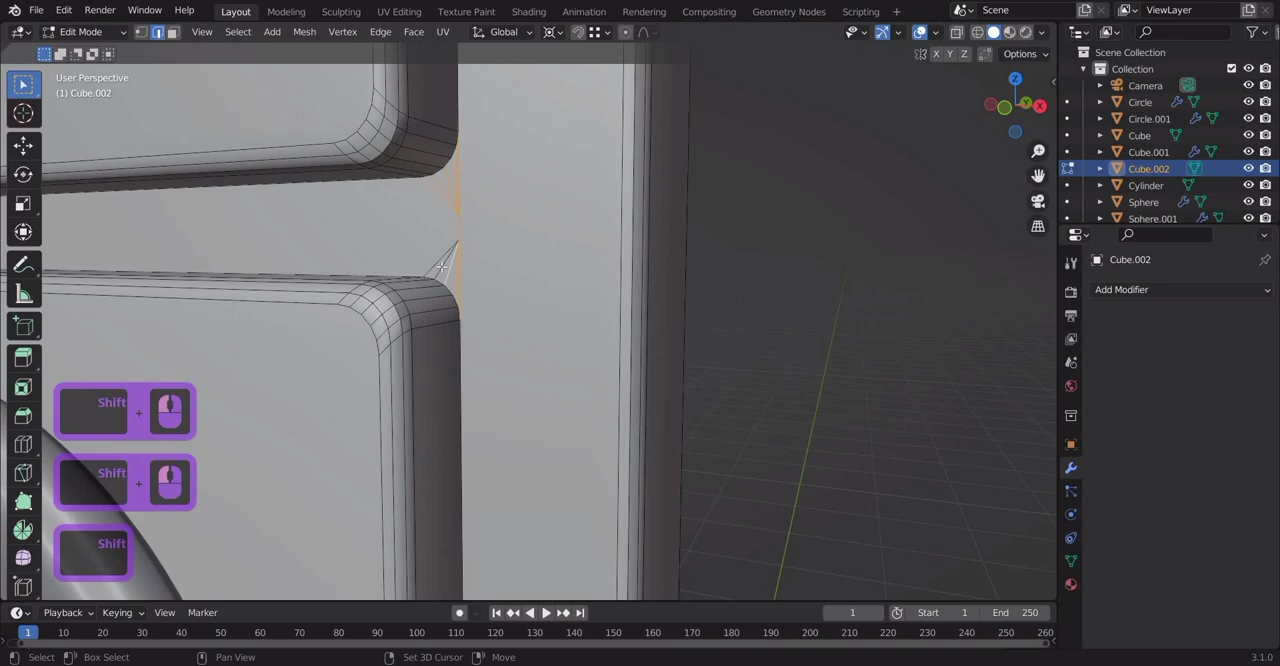 File Edit Render Window Help Layout Modeling Sculpting UV Editing Texture Paint Shading Animation Rendering Compositing Geometry Nodes Scripting + Scene ViewLayer
Edit Mode View Select Add Mesh Vertex Edge Face UV Global
X Y Z Options
User Perspective
(1) Cube.002
Z
Y
X
Shift +
Shift +
Shift
Scene Collection
Collection
Camera
Circle
Circle.001
Cube
Cube.001
Cube.002
Cylinder
Sphere
Sphere.001
Cube.002
Add Modifier
Playback Keying View Marker 1 Start 1 End 250
1 10 20 30 40 50 60 70 80 90 100 110 120 130 140 150 160 170 180 190 200 210 220 230 240 250 260
Select Box Select Pan View Set 3D Cursor Move 3.1.0